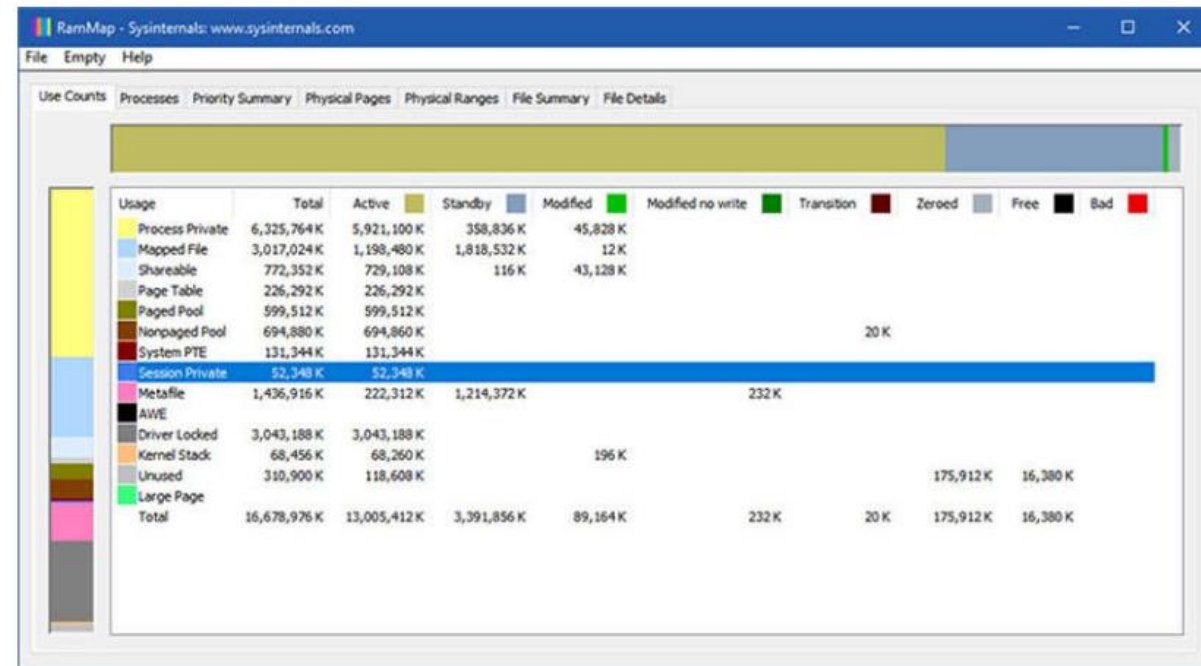 RamMap - Sysinternals: www.sysinternals.com
File Empty Help
Use Counts Processes Priority Summary Physical Pages Physical Ranges File Summary File Details
Usage Total Active Standby Modified Modified no write Transition Zeroed Free Bad
Process Private 6,325,764 K 5,921,100 K 358,836 K 45,828 K
Mapped File 3,017,024 K 1,198,480 K 1,818,532 K 12 K
Shareable 772,352 K 729,108 K 116 K 43,128 K
Page Table 226,292 K 226,292 K
Paged Pool 599,512 K 599,512 K
Nonpaged Pool 694,880 K 694,860 K 20 K
System PTE 131,344 K 131,344 K
Session Private 52,348 K 52,348 K
Metafile 1,436,916 K 222,312 K 1,214,372 K 232 K
AWE
Driver Locked 3,043,188 K 3,043,188 K
Kernel Stack 68,456 K 68,260 K 196 K
Unused 310,900 K 118,608 K 175,912 K 16,380 K
Large Page
Total 16,678,976 K 13,005,412 K 3,391,856 K 89,164 K 232 K 20 K 175,912 K 16,380 K